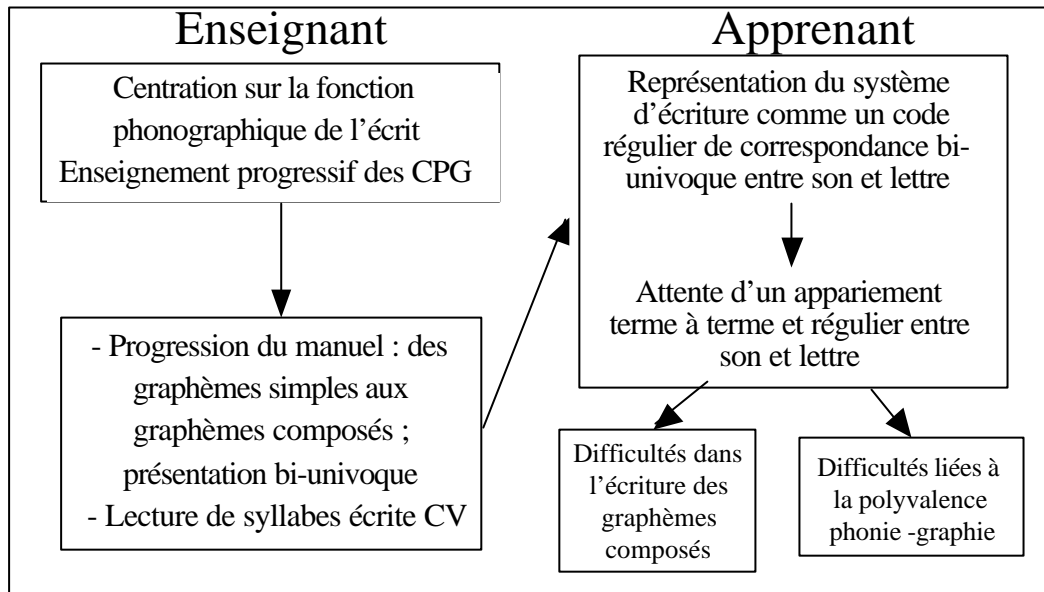 Enseignant
Centration sur la fonction
phonographique de l’écrit
Enseignement progressif des CPG
- Progression du manuel : des
graphèmes simples aux
graphèmes composés ;
présentation bi-univoque
- Lecture de syllabes écrite CV
Apprenant
Représentation du système
d’écriture comme un code
régulier de correspondance bi-
univoque entre son et lettre
Attente d’un appariement
terme à terme et régulier entre
son et lettre
Difficultés dans
l’écriture des
graphèmes
composés
Difficultés liées à
la polyvalence
phonie -graphie